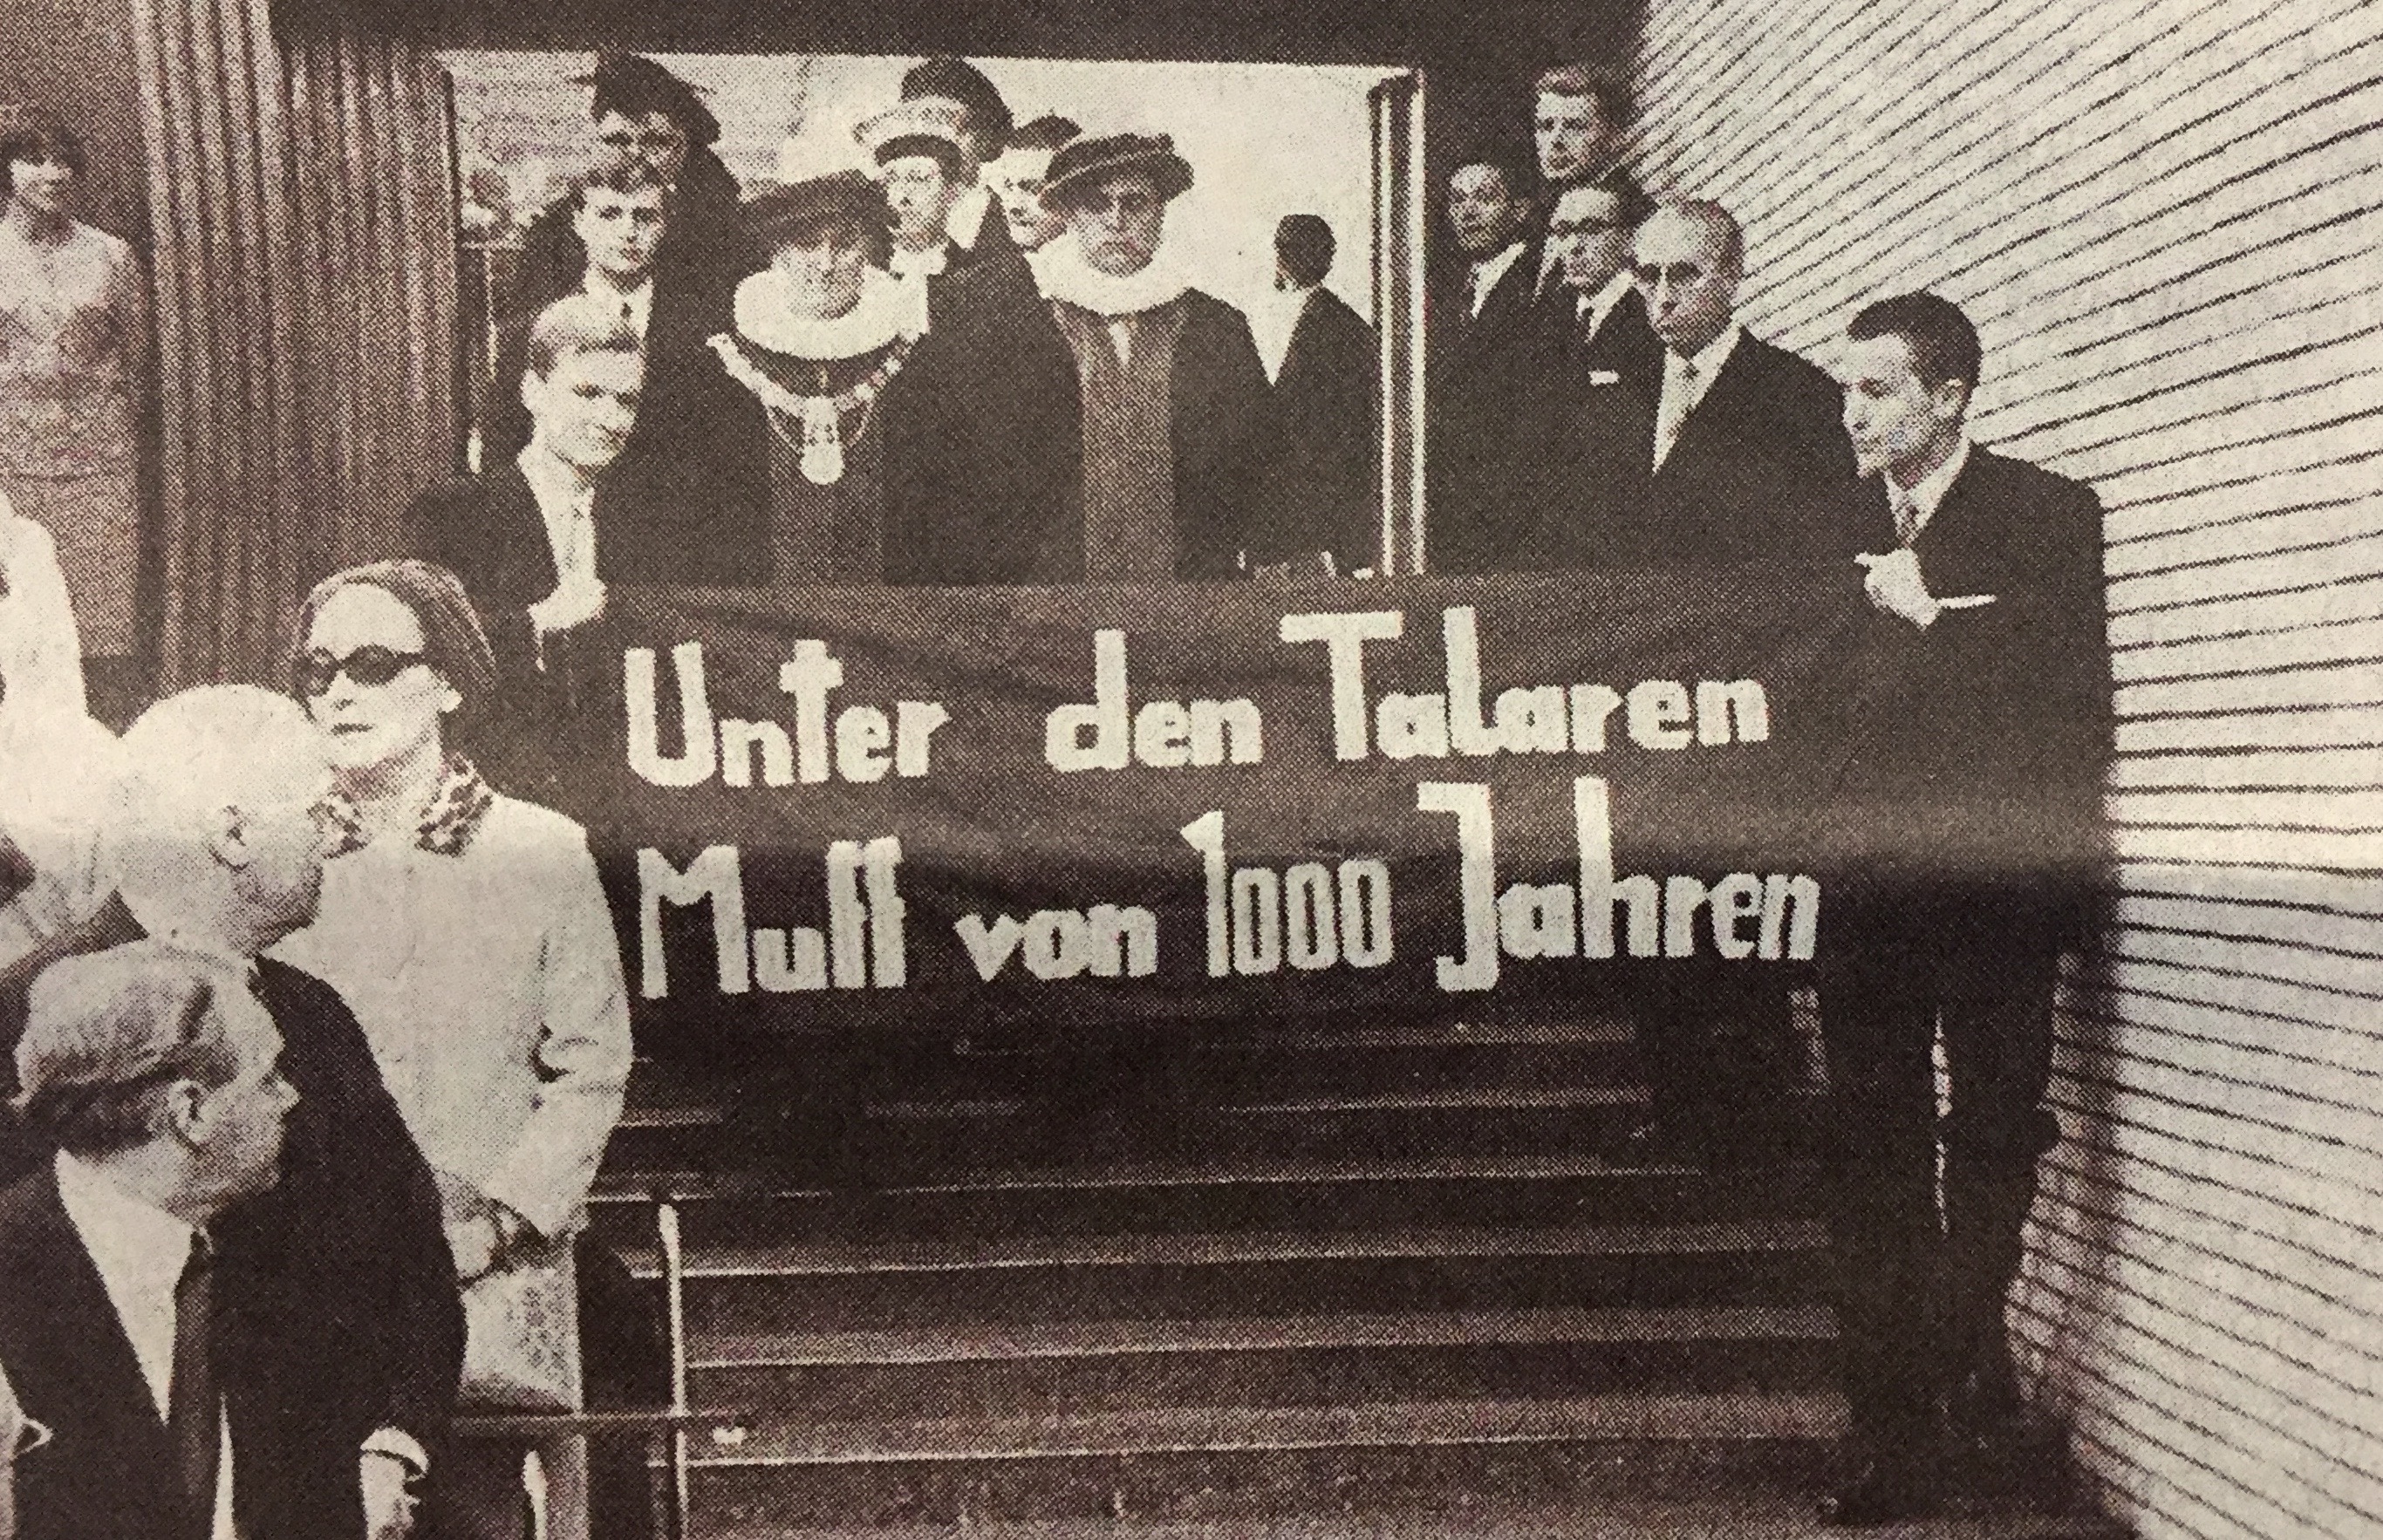 Unter den Talaren
Muff von 1000 Jahren